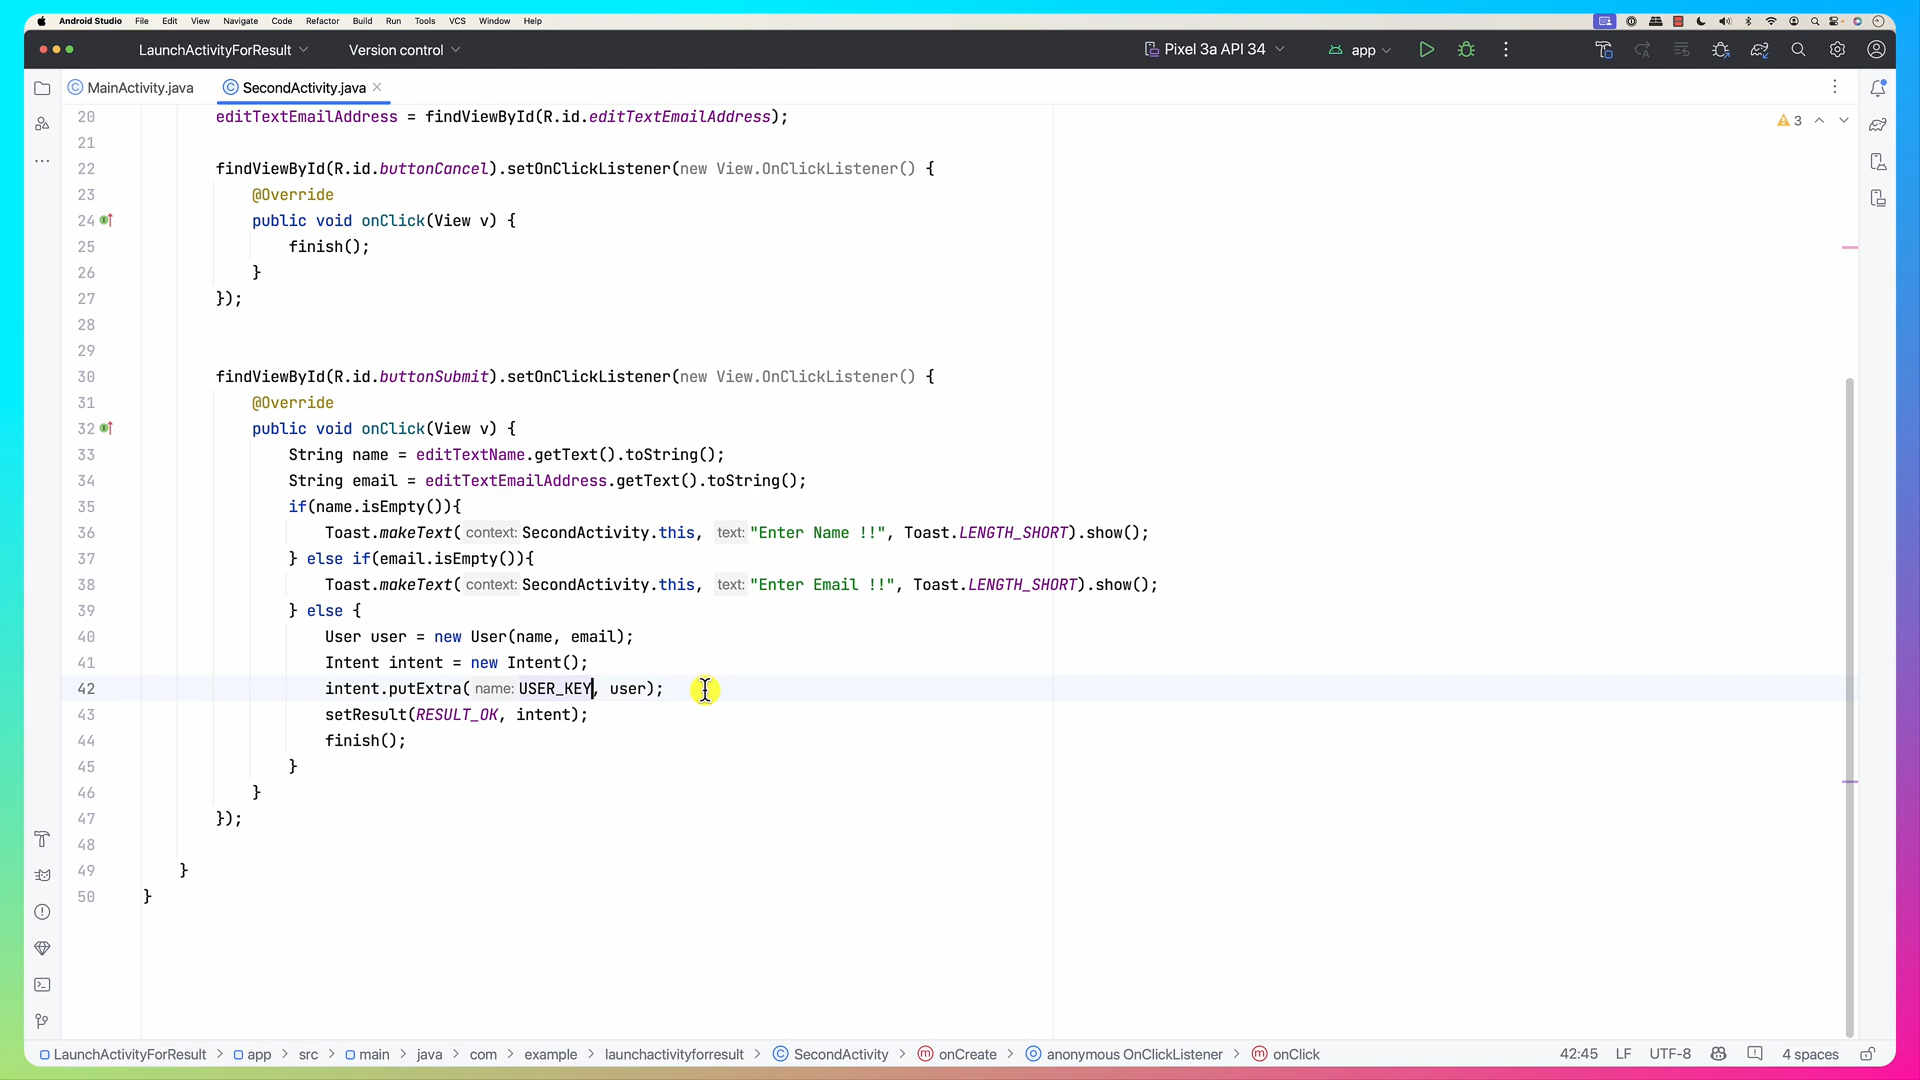 Android Studio File Edit View Navigate Code Refactor Build Run Tools VCS Window Help
LaunchActivityForResult Version control Pixel 3a API 34 app
MainActivity.java SecondActivity.java
3
20 editTextEmailAddress = findViewById(R.id.editTextEmailAddress);
21
22 findViewById(R.id.buttonCancel).setOnClickListener(new View.OnClickListener() {
23 @Override
24 public void onClick(View v) {
25 finish();
26 }
27 });
28
29
30 findViewById(R.id.buttonSubmit).setOnClickListener(new View.OnClickListener() {
31 @Override
32 public void onClick(View v) {
33 String name = editTextName.getText().toString();
34 String email = editTextEmailAddress.getText().toString();
35 if(name.isEmpty()){
36 Toast.makeText( context: SecondActivity.this, text: "Enter Name !!", Toast.LENGTH_SHORT).show();
37 } else if(email.isEmpty()){
38 Toast.makeText( context: SecondActivity.this, text: "Enter Email !!", Toast.LENGTH_SHORT).show();
39 } else {
40 User user = new User(name, email);
41 Intent intent = new Intent();
42 intent.putExtra( name: USER_KEY, user);
43 setResult(RESULT_OK, intent);
44 finish();
45 }
46 }
47 });
48
49 }
50 }
LaunchActivityForResult > app > src > main > java > com > example > launchactivityforresult > SecondActivity > onCreate > anonymous OnClickListener > onClick 42:45 LF UTF-8 4 spaces